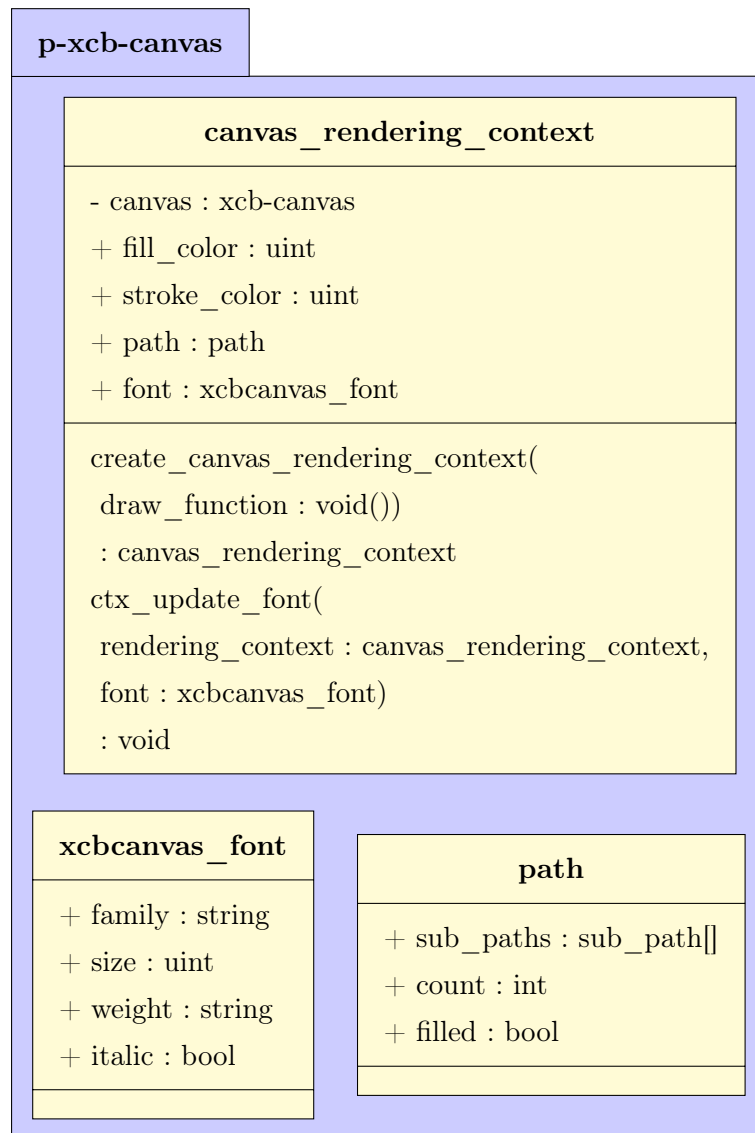 p-xcb-canvas
canvas_rendering_context
- canvas : xcb-canvas
+ fill_color : uint
+ stroke_color : uint
+ path : path
+ font : xcbcanvas_font
create_canvas_rendering_context(
draw_function : void())
: canvas_rendering_context
ctx_update_font(
rendering_context : canvas_rendering_context,
font : xcbcanvas_font)
: void
xcbcanvas_font
+ family : string
+ size : uint
+ weight : string
+ italic : bool
path
+ sub_paths : sub_path[]
+ count : int
+ filled : bool